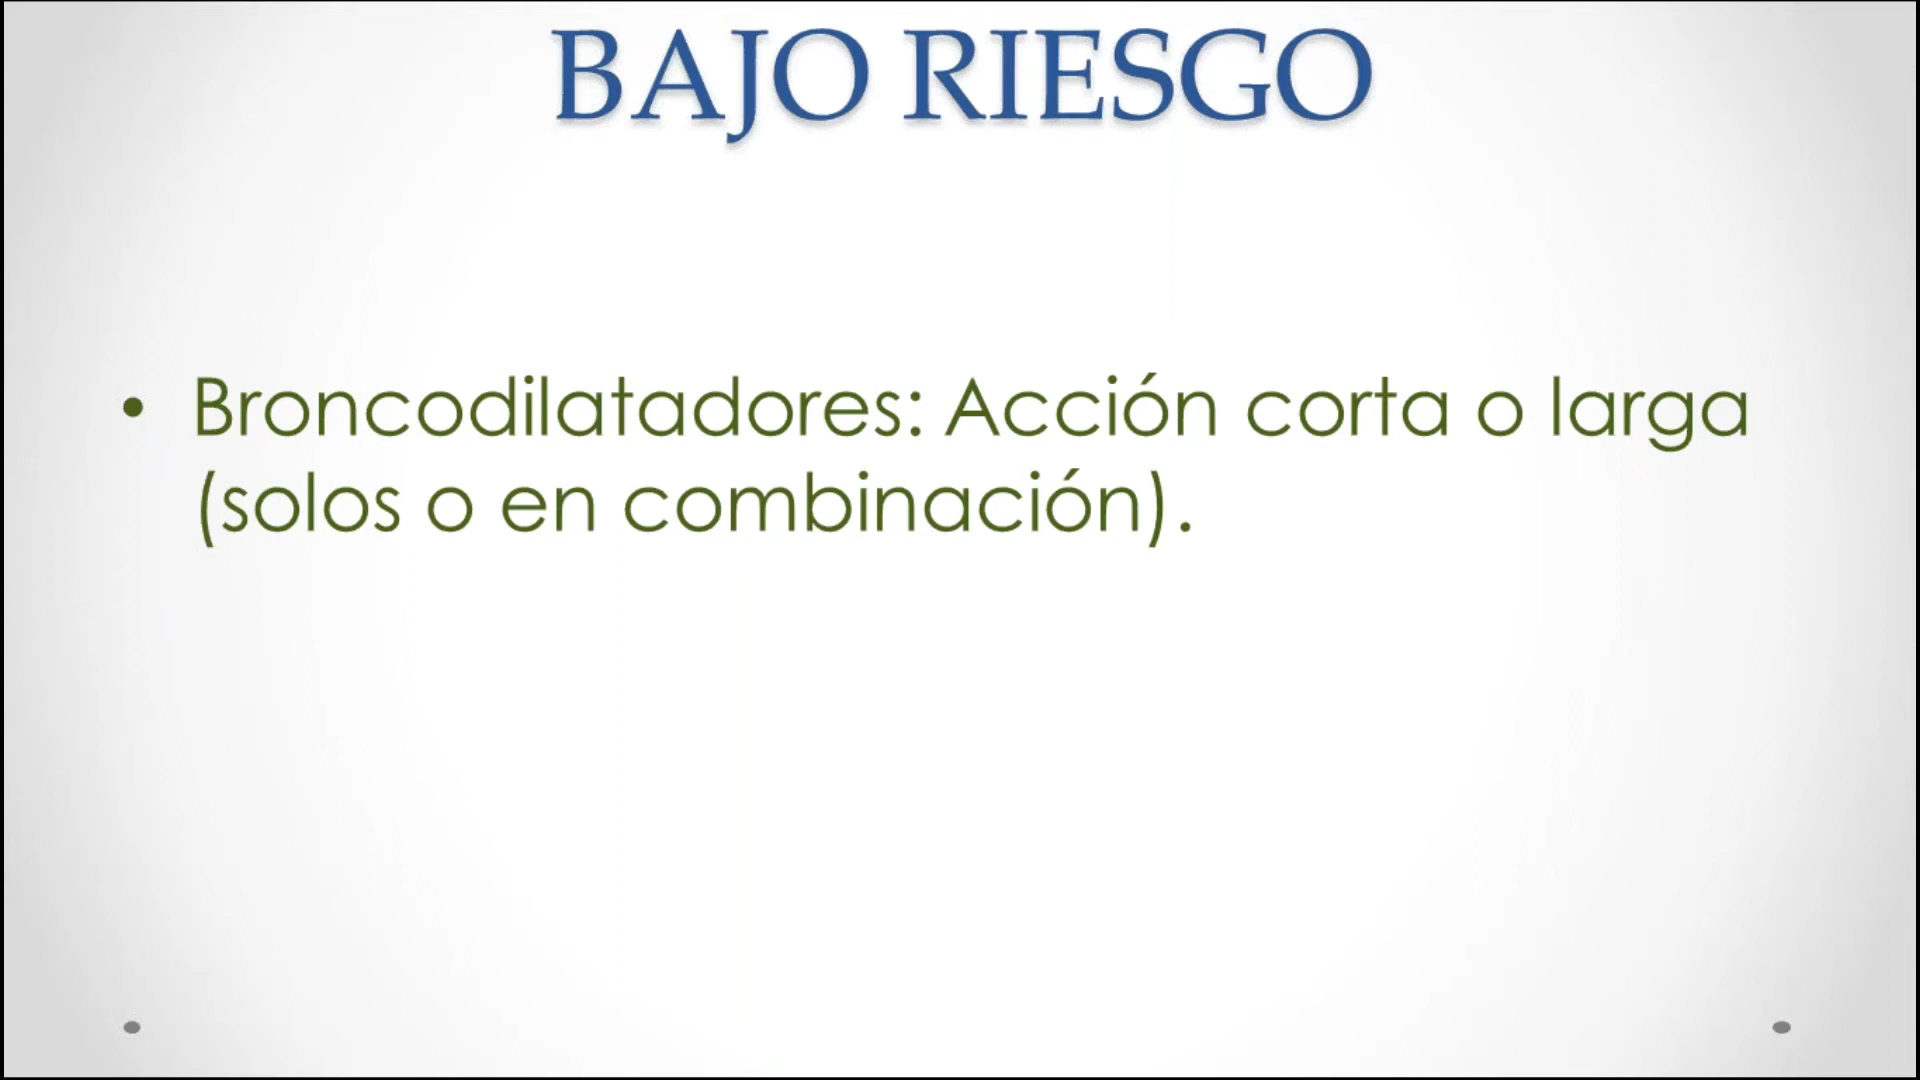 BAJO RIESGO
• Broncodilatadores: Acción corta o larga
(solos o en combinación).